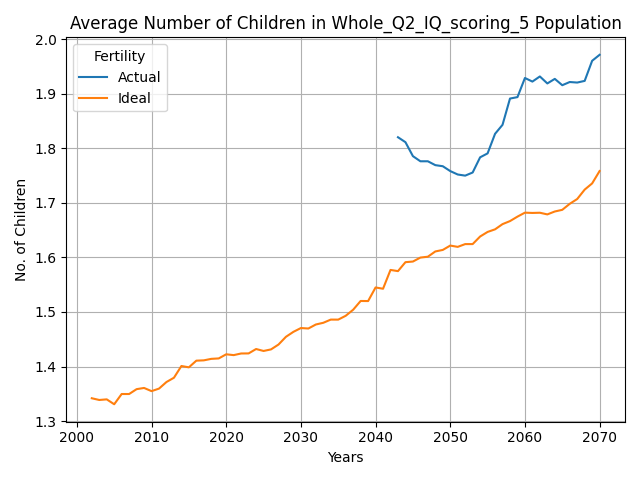 Average Number of Children in Whole_Q2_IQ_scoring_5 Population
Fertility
Actual
Ideal
No. of Children
2.0
1.9
1.8
1.7
1.6
1.5
1.4
1.3
2000 2010 2020 2030 2040 2050 2060 2070
Years